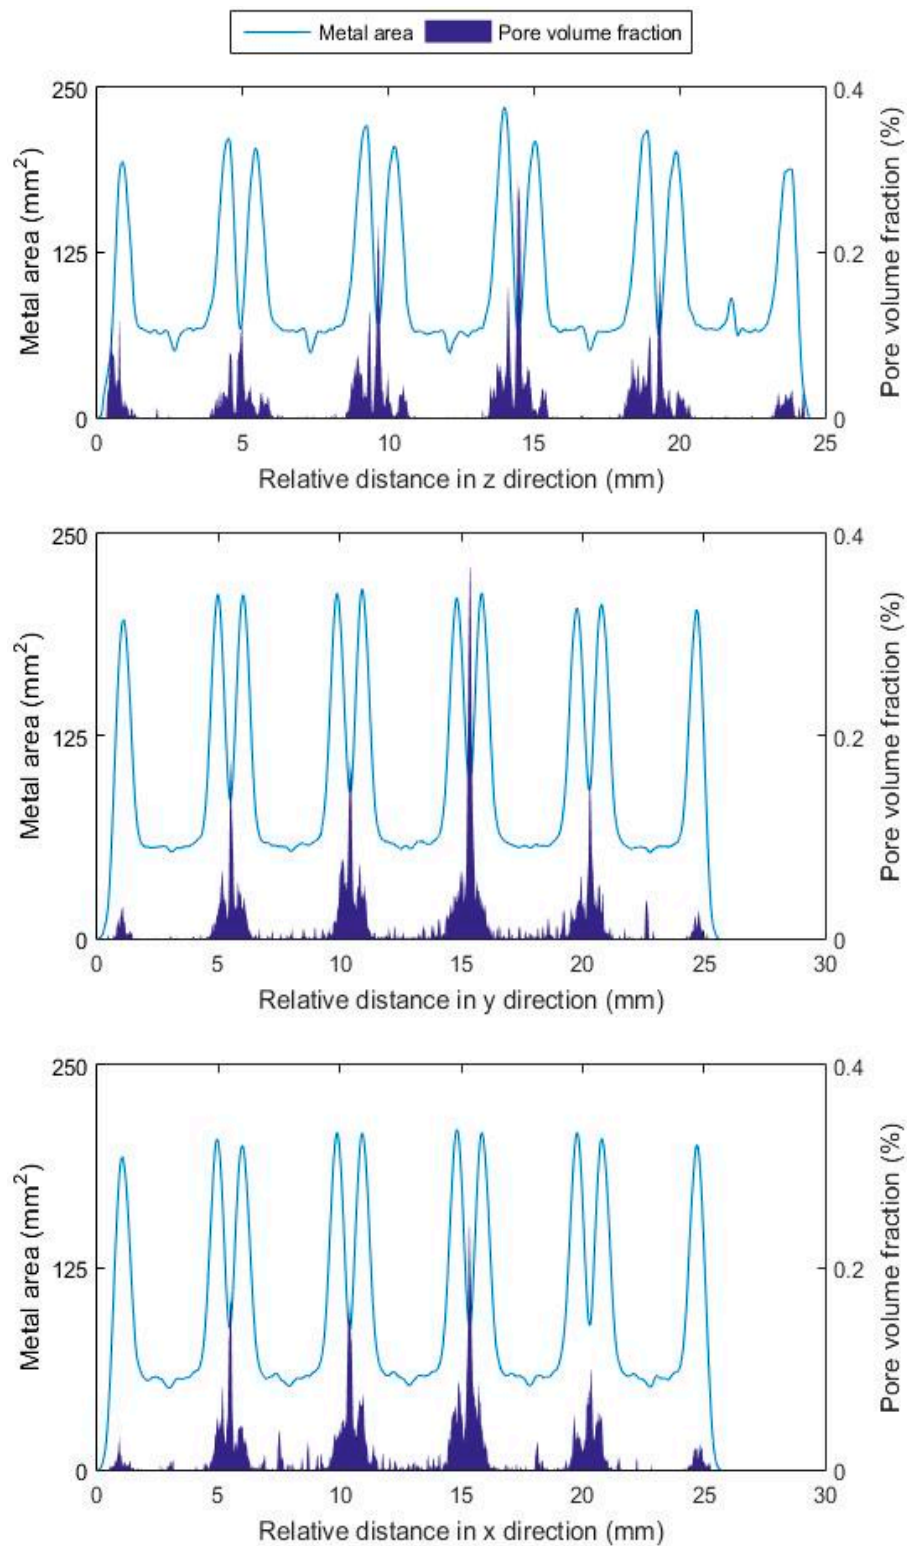 Metal area Pore volume fraction
250 0.4
125 0.2
0 0
Metal area (mm²)
Pore volume fraction (%)
0 5 10 15 20 25
Relative distance in z direction (mm)
250 0.4
125 0.2
0 0
Metal area (mm²)
Pore volume fraction (%)
0 5 10 15 20 25 30
Relative distance in y direction (mm)
250 0.4
125 0.2
0 0
Metal area (mm²)
Pore volume fraction (%)
0 5 10 15 20 25 30
Relative distance in x direction (mm)